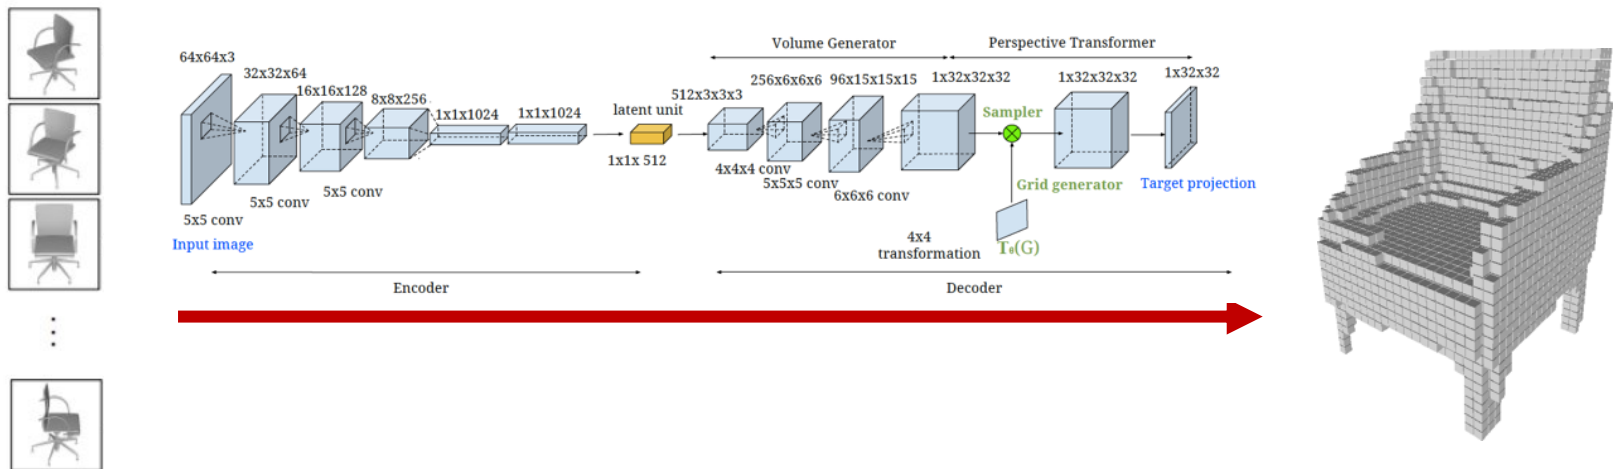 Volume Generator
Perspective Transformer
64x64x3
32x32x64
16x16x128
8x8x256
1x1x1024
1x1x1024
latent unit
1x1x 512
512x3x3x3
256x6x6x6
96x15x15x15
1x32x32x32
1x32x32x32
1x32x32
Sampler
4x4x4 conv
5x5x5 conv
6x6x6 conv
Grid generator
Target projection
5x5 conv
5x5 conv
5x5 conv
Input image
4x4
transformation
Tθ(G)
Encoder
Decoder